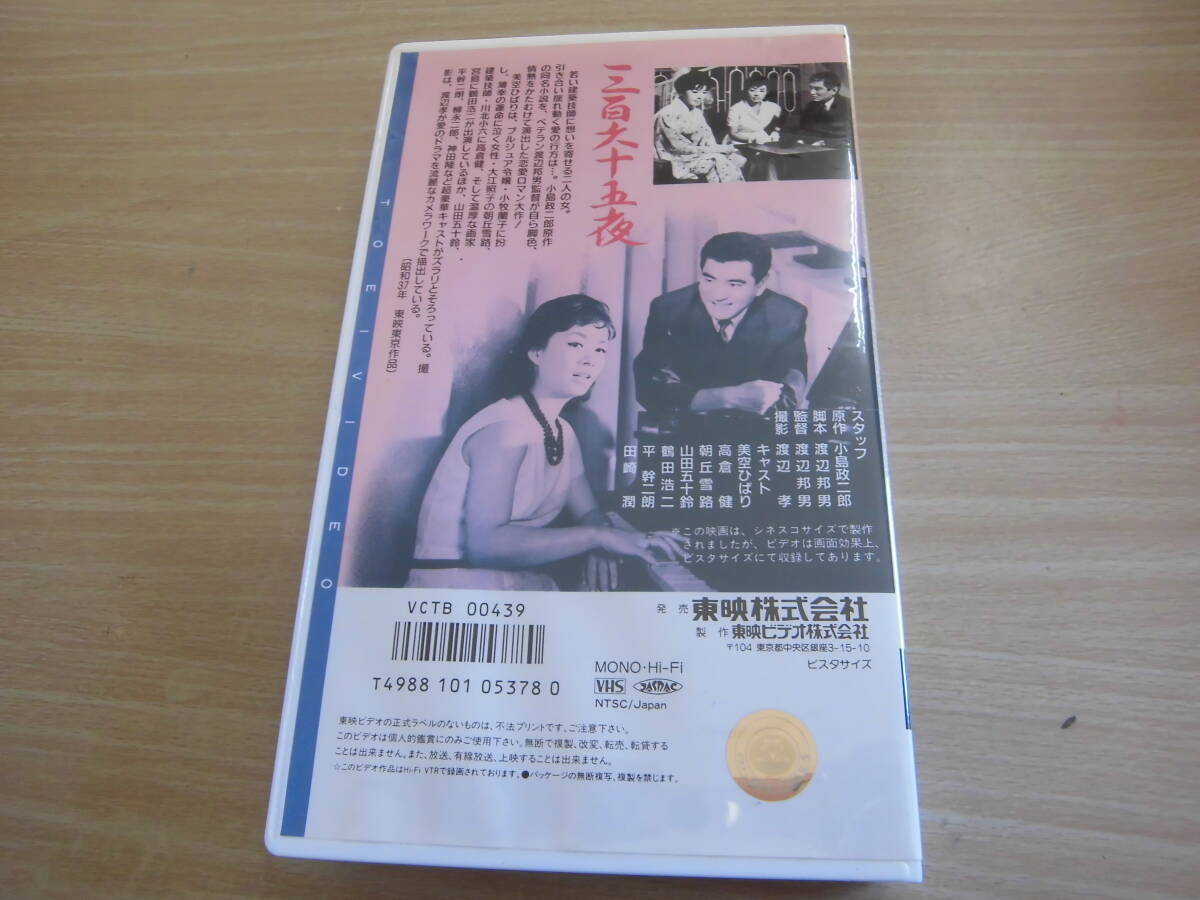 三百六十五夜
若い建築技師に想いを寄せる二人の女。
引き合い揺れ動く愛の行方は…。小島政二郎原作
の同名小説を、ベテラン渡辺邦男監督が自ら脚色、
情熱をかたむけて演出した恋愛ロマン大作!
美空ひばりは、ブルジュア令嬢・小牧蘭子に扮
し、薄幸の運命に泣く女性・大江照子の朝丘雪路、
建築技師・川北小六に高倉健、そして温厚な画家
宮島に鶴田浩二が出演しているほか、山田五十鈴、
平幹二朗、柳永二郎、神田隆など超豪華キャストがズラリとそろっている。撮
影は、渡辺孝が愛のドラマを流麗なカメラワークで描出している。
(昭和37年 東映東京作品)
TOEI VIDEO
スタッフ
原作 小島政二郎
脚本 渡辺邦男
監督 渡辺邦男
撮影 渡辺 孝
キャスト
美空ひばり
高倉 健
朝丘雪路
山田五十鈴
鶴田浩二
平 幹二朗
田崎 潤
※この映画は、シネスコサイズで製作
されましたが、ビデオは画面効果上、
ビスタサイズにて収録してあります。
VCTB 00439
T4988 101 05378 0
発売 東映株式会社
製作 東映ビデオ株式会社
〒104 東京都中央区銀座3-15-10
ビスタサイズ
MONO・Hi-Fi
VHS
NTSC/Japan
東映ビデオの正式ラベルのないものは、不法プリントです。ご注意下さい。
このビデオは個人的鑑賞にのみご使用下さい。無断で複製、改変、転売、転貸する
ことは出来ません。また、放送、有線放送、上映することは出来ません。
☆このビデオ作品はHi-Fi VTRで録画されております。●パッケージの無断複写、複製を禁じます。